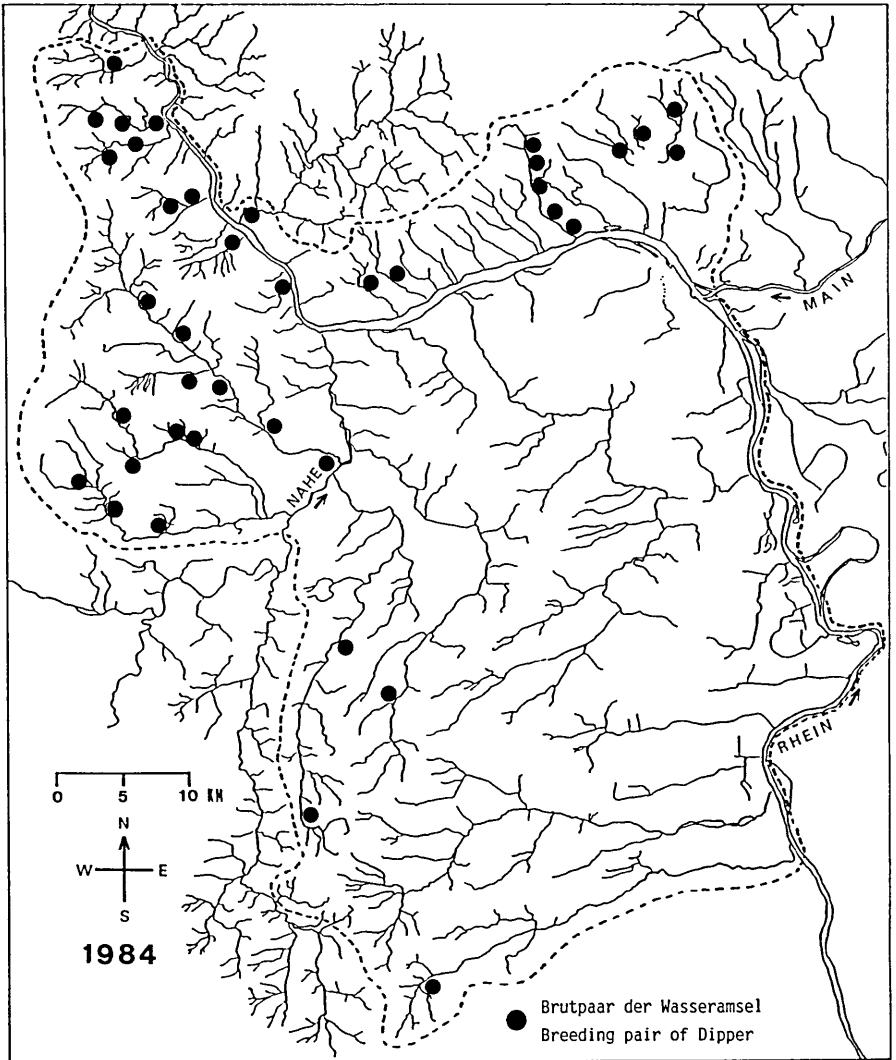 MAIN
NAHE
RHEIN
0 5 10 KM
N
W E
S
1984
Brutpaar der Wasseramsel
Breeding pair of Dipper